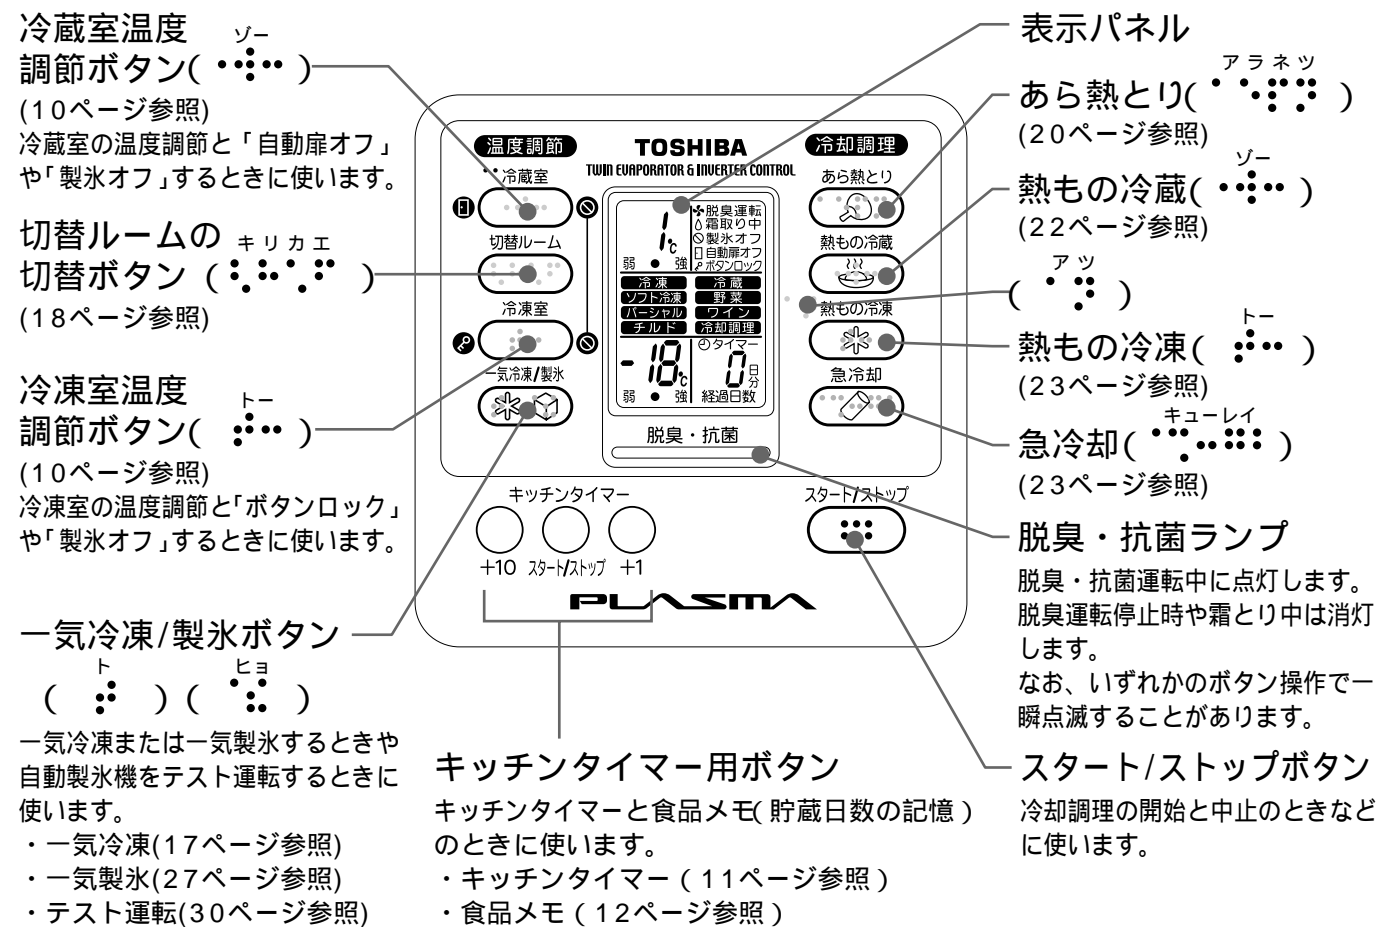 冷蔵室温度
ゾー
調節ボタン( )
(10ページ参照)
冷蔵室の温度調節と「自動扉オフ」
や「製氷オフ」するときに使います。
切替ルームの
キリカエ
切替ボタン ( )
(18ページ参照)
冷凍室温度
トー
調節ボタン( )
(10ページ参照)
冷凍室の温度調節と「ボタンロック」
や「製氷オフ」するときに使います。
一気冷凍/製氷ボタン
ト ヒョ
( ) ( )
一気冷凍または一気製氷するときや
自動製氷機をテスト運転するときに
使います。
・一気冷凍(17ページ参照)
・一気製氷(27ページ参照)
・テスト運転(30ページ参照)
温度調節
冷蔵室
切替ルーム
冷凍室
一気冷凍/製氷
TOSHIBA
TWIN EVAPORATOR & INVERTER CONTROL
脱臭運転
霜取り中
製氷オフ
自動扉オフ
ボタンロック
1℃
弱 ● 強
冷凍 冷蔵
ソフト冷凍 野菜
パーシャル ワイン
チルド 冷却調理
タイマー
-18℃
0日分
弱 ● 強 経過日数
脱臭・抗菌
冷却調理
あら熱とり
熱もの冷蔵
熱もの冷凍
急冷却
キッチンタイマー
+10 スタート/ストップ +1
スタート/ストップ
PLASMA
キッチンタイマー用ボタン
キッチンタイマーと食品メモ(貯蔵日数の記憶)
のときに使います。
・キッチンタイマー(11ページ参照)
・食品メモ(12ページ参照)
表示パネル
アラネツ
あら熱とり( )
(20ページ参照)
ゾー
熱もの冷蔵( )
(22ページ参照)
アツ
( )
トー
熱もの冷凍( )
(23ページ参照)
キューレイ
急冷却( )
(23ページ参照)
脱臭・抗菌ランプ
脱臭・抗菌運転中に点灯します。
脱臭運転停止時や霜とり中は消灯
します。
なお、いずれかのボタン操作で一
瞬点滅することがあります。
スタート/ストップボタン
冷却調理の開始と中止のときなど
に使います。